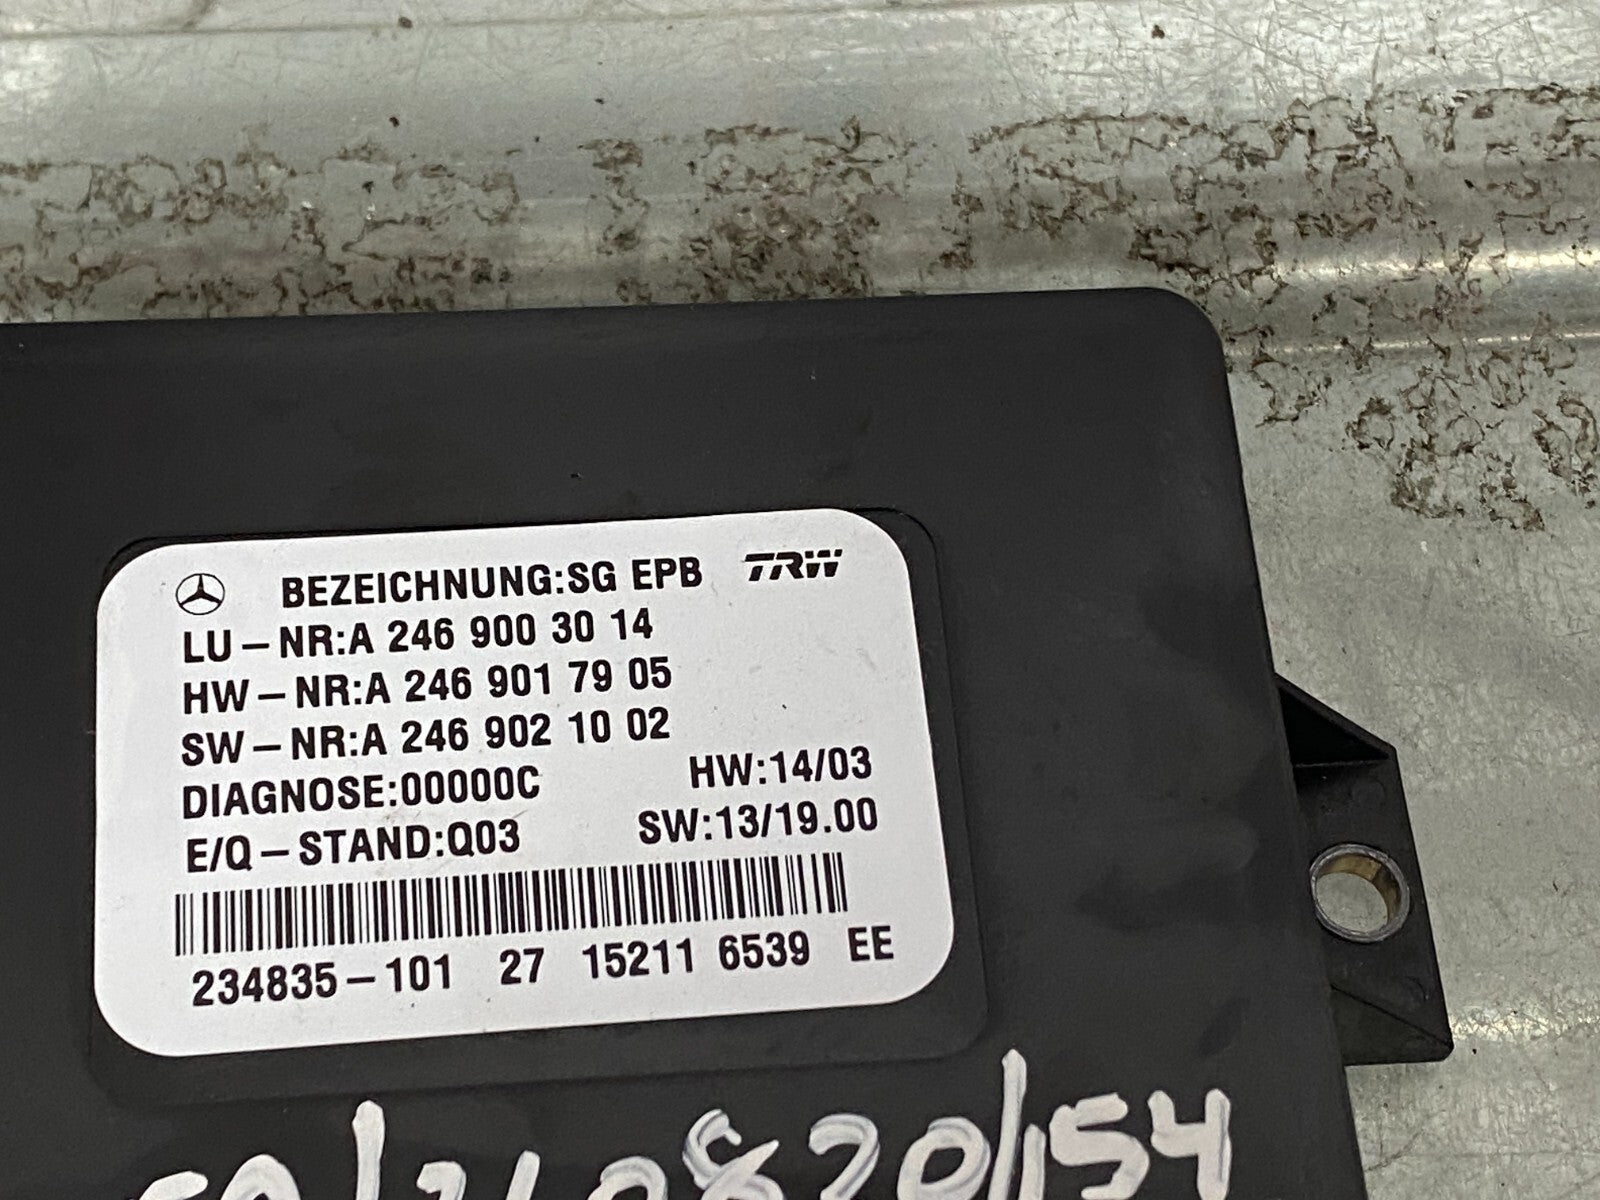 BEZEICHNUNG:SG EPB TRW
LU-NR:A 246 900 30 14
HW-NR:A 246 901 79 05
SW-NR:A 246 902 10 02
DIAGNOSE:00000C HW:14/03
E/Q-STAND:Q03 SW:13/19.00
234835-101 27 15211 6539 EE
/240820/154